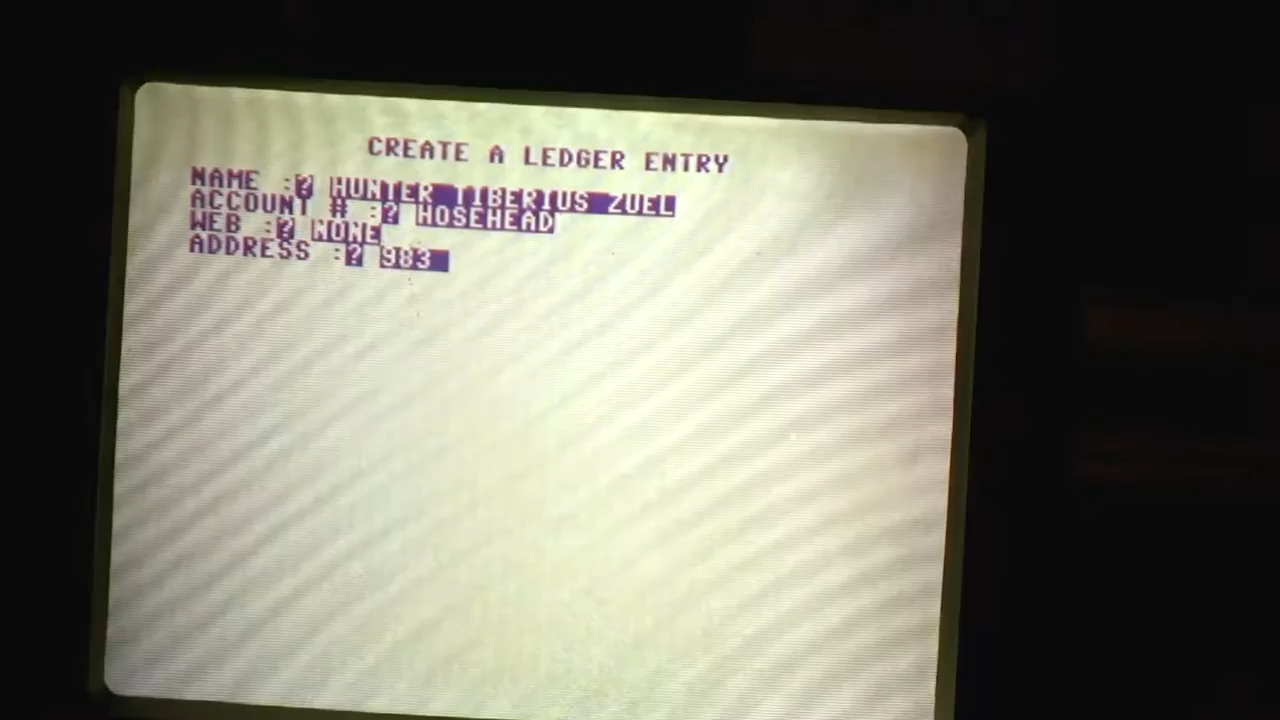 CREATE A LEDGER ENTRY
NAME :? HUNTER TIBERIUS ZUEL
ACCOUNT # :? HOSEHEAD
WEB :? NONE
ADDRESS :? 983